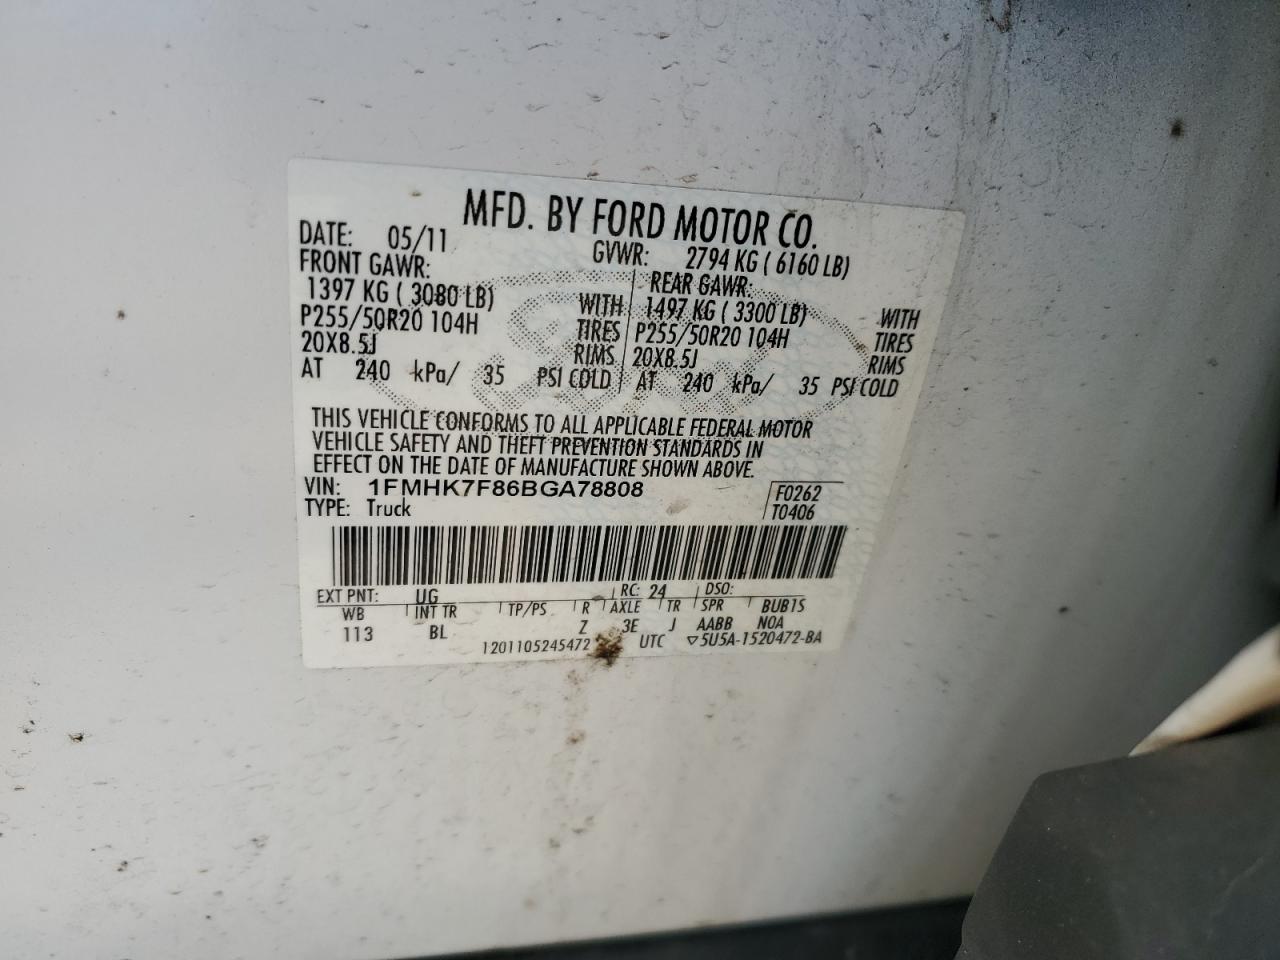 MFD. BY FORD MOTOR CO.
DATE: 05/11 GVWR: 2794 KG ( 6160 LB)
FRONT GAWR: REAR GAWR:
1397 KG ( 3080 LB) WITH 1497 KG ( 3300 LB) WITH
P255/50R20 104H TIRES P255/50R20 104H TIRES
20X8.5J RIMS 20X8.5J RIMS
AT 240 kPa/ 35 PSI COLD AT 240 kPa/ 35 PSI COLD
THIS VEHICLE CONFORMS TO ALL APPLICABLE FEDERAL MOTOR
VEHICLE SAFETY AND THEFT PREVENTION STANDARDS IN
EFFECT ON THE DATE OF MANUFACTURE SHOWN ABOVE.
VIN: 1FMHK7F86BGA78808 F0262
TYPE: Truck T0406
EXT PNT: UG RC: 24 DSO:
WB INT TR TP/PS R AXLE TR SPR BUB1S
113 BL Z 3E J AABB NOA
1201105245472 UTC ▽5U5A-1520472-BA